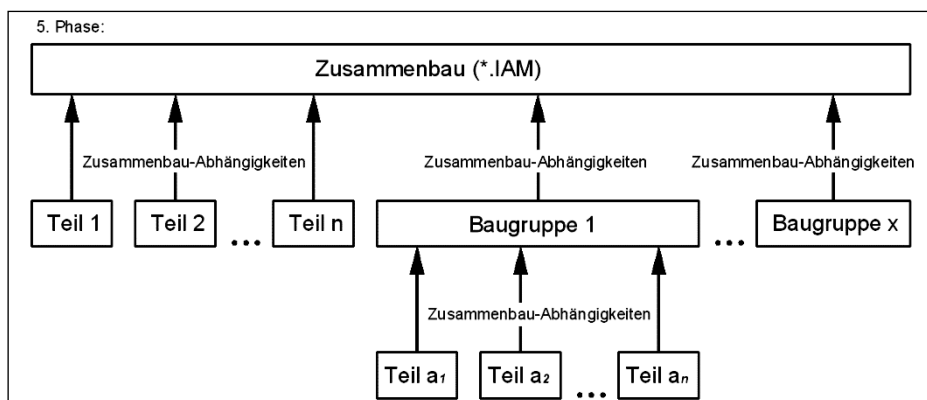 5. Phase:
Zusammenbau (*.IAM)
Zusammenbau-Abhängigkeiten Zusammenbau-Abhängigkeiten Zusammenbau-Abhängigkeiten
Teil 1 Teil 2 ... Teil n Baugruppe 1 ... Baugruppe x
Zusammenbau-Abhängigkeiten
Teil a1 Teil a2 ... Teil an